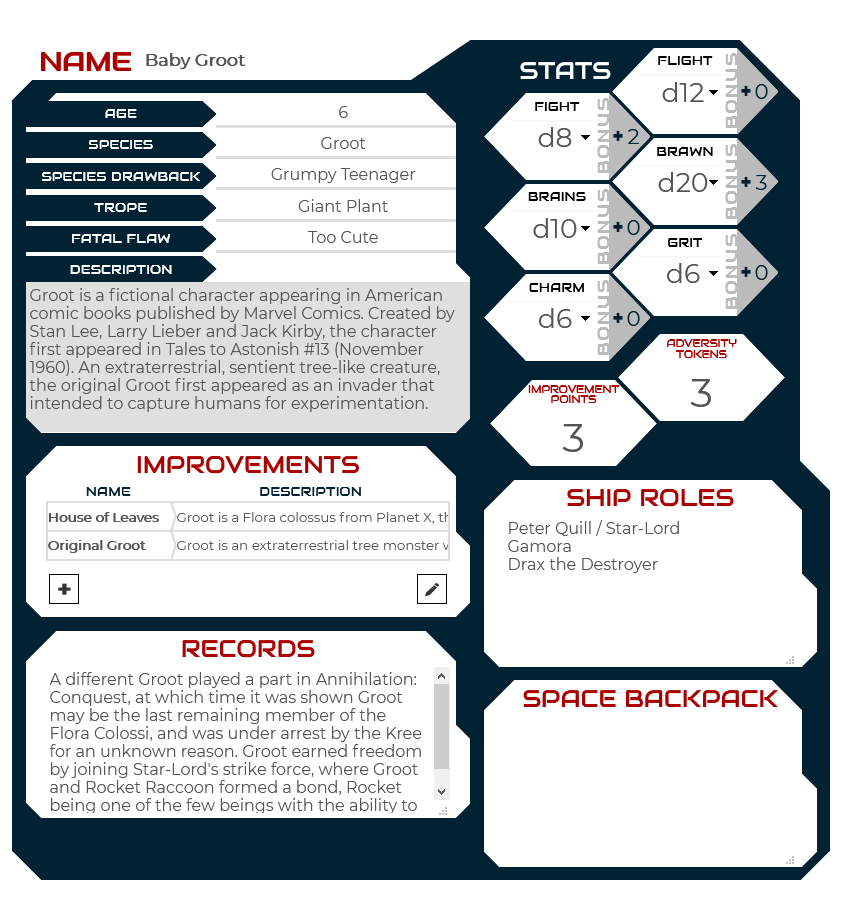 NAME Baby Groot
AGE 6
SPECIES Groot
SPECIES DRAWBACK Grumpy Teenager
TROPE Giant Plant
FATAL FLAW Too Cute
DESCRIPTION
Groot is a fictional character appearing in American
comic books published by Marvel Comics. Created by
Stan Lee, Larry Lieber and Jack Kirby, the character
first appeared in Tales to Astonish #13 (November
1960). An extraterrestrial, sentient tree-like creature,
the original Groot first appeared as an invader that
intended to capture humans for experimentation.
STATS
FLIGHT
d12 BONUS + 0
FIGHT
d8 BONUS + 2
BRAWN
d20 BONUS + 3
BRAINS
d10 BONUS + 0
GRIT
d6 BONUS + 0
CHARM
d6 BONUS + 0
ADVERSITY
TOKENS
3
IMPROVEMENT
POINTS
3
IMPROVEMENTS
NAME DESCRIPTION
House of Leaves Groot is a Flora colossus from Planet X, th
Original Groot Groot is an extraterrestrial tree monster w
RECORDS
A different Groot played a part in Annihilation:
Conquest, at which time it was shown Groot
may be the last remaining member of the
Flora Colossi, and was under arrest by the Kree
for an unknown reason. Groot earned freedom
by joining Star-Lord's strike force, where Groot
and Rocket Raccoon formed a bond, Rocket
being one of the few beings with the ability to
SHIP ROLES
Peter Quill / Star-Lord
Gamora
Drax the Destroyer
SPACE BACKPACK